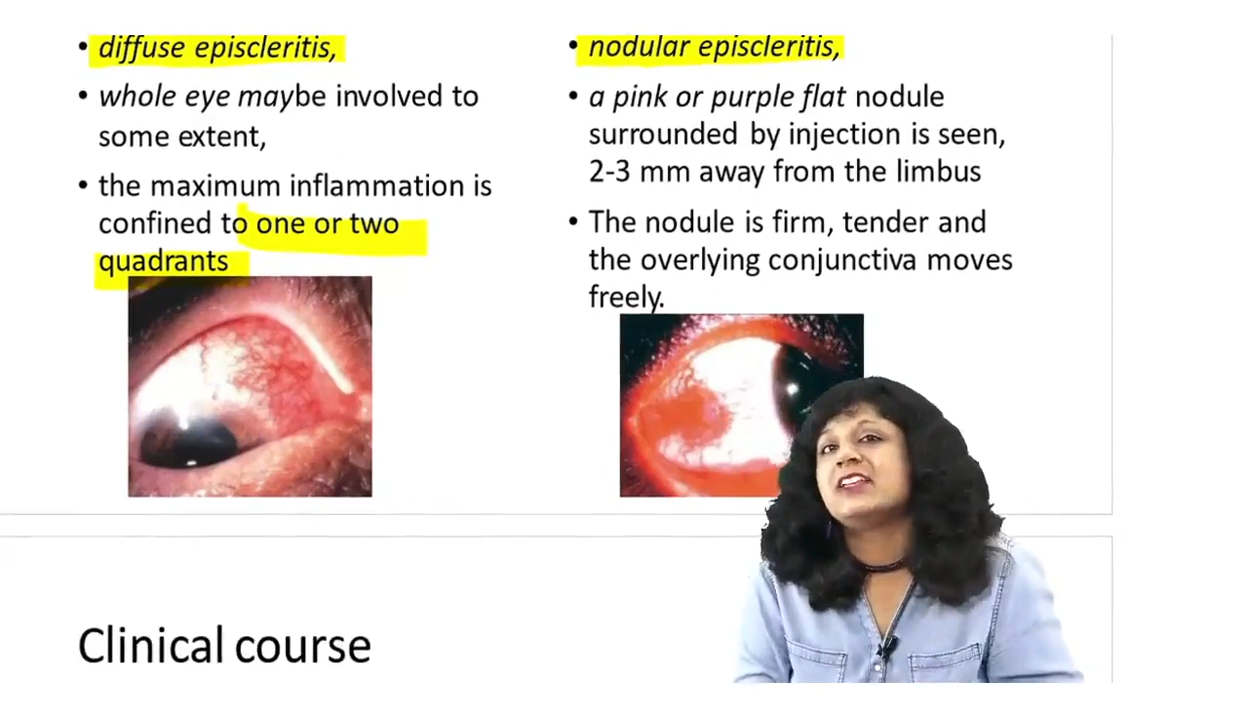 • diffuse episcleritis,
• whole eye maybe involved to
some extent,
• the maximum inflammation is
confined to one or two
quadrants
• nodular episcleritis,
• a pink or purple flat nodule
surrounded by injection is seen,
2-3 mm away from the limbus
• The nodule is firm, tender and
the overlying conjunctiva moves
freely.
Clinical course